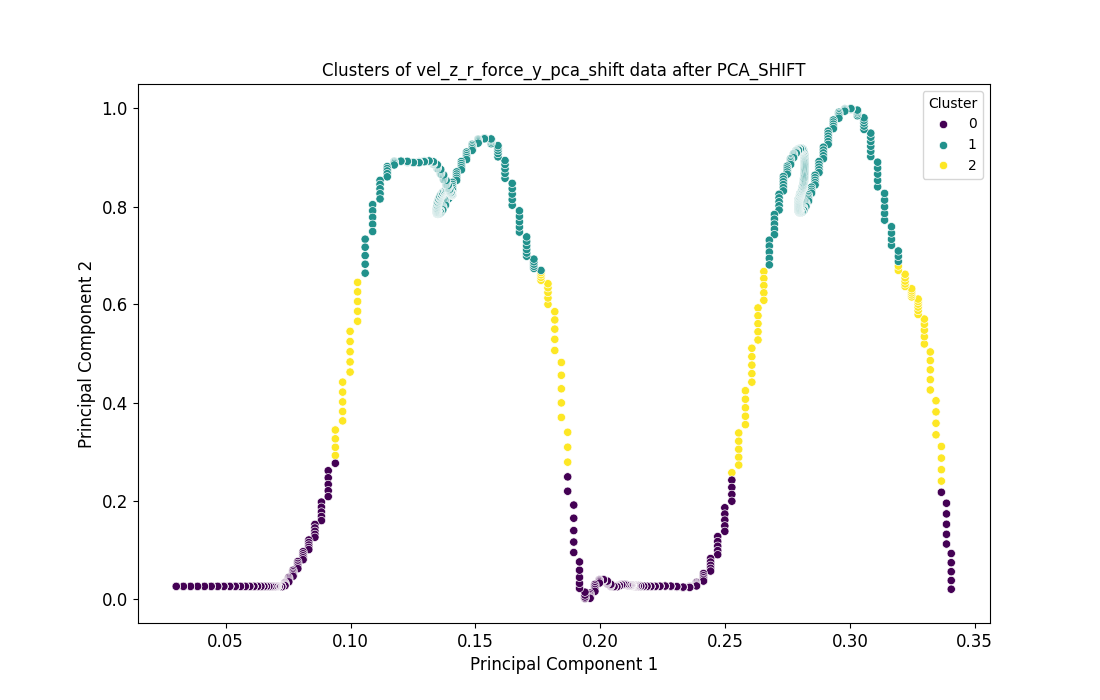 Clusters of vel_z_r_force_y_pca_shift data after PCA_SHIFT
Cluster
0
1
2
Principal Component 2
1.0
0.8
0.6
0.4
0.2
0.0
0.05 0.10 0.15 0.20 0.25 0.30 0.35
Principal Component 1